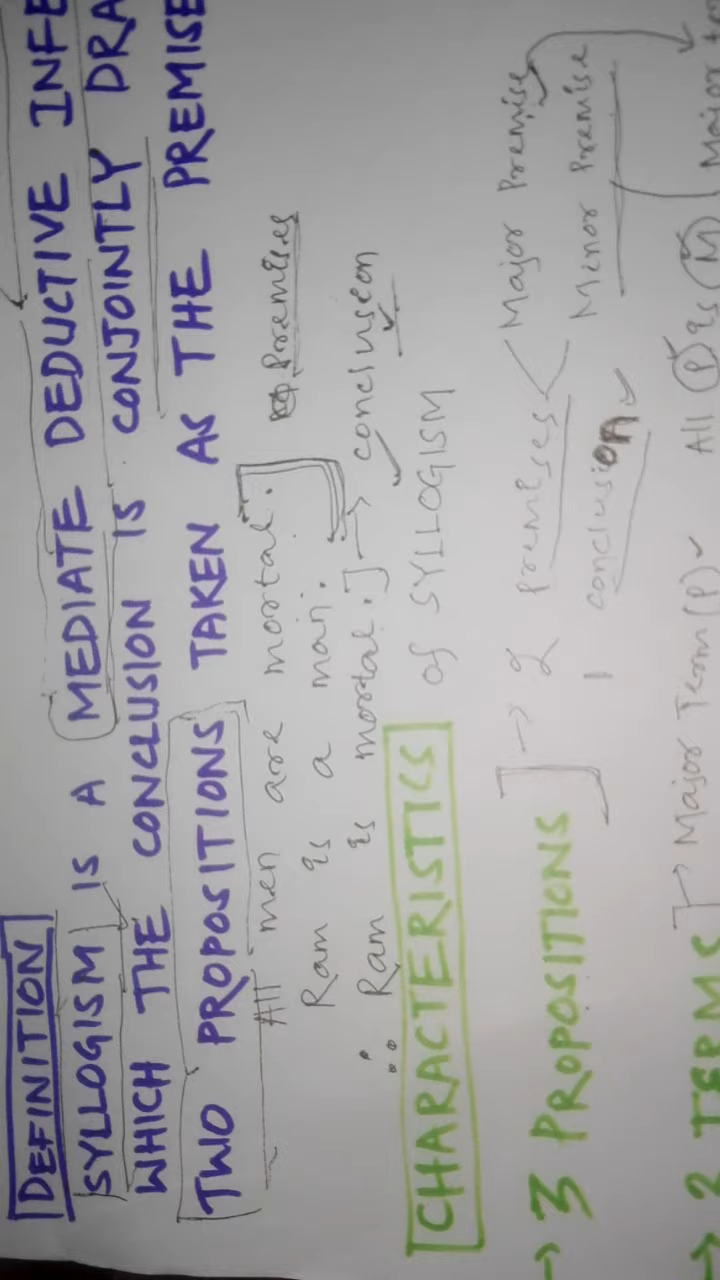 DEFINITION
SYLLOGISM IS A MEDIATE DEDUCTIVE INFE
WHICH THE CONCLUSION IS CONJOINTLY DRA
TWO PROPOSITIONS TAKEN AS THE PREMISE
All men are mortal. Premises
Ram is a man.
∴ Ram is mortal. → conclusion
CHARACTERISTICS of SYLLOGISM
→ 3 PROPOSITIONS → 2 premises < Major Premise
Minor Premise
1 conclusion
→ TERMS → Major Term (P) All (P) is (M) Major